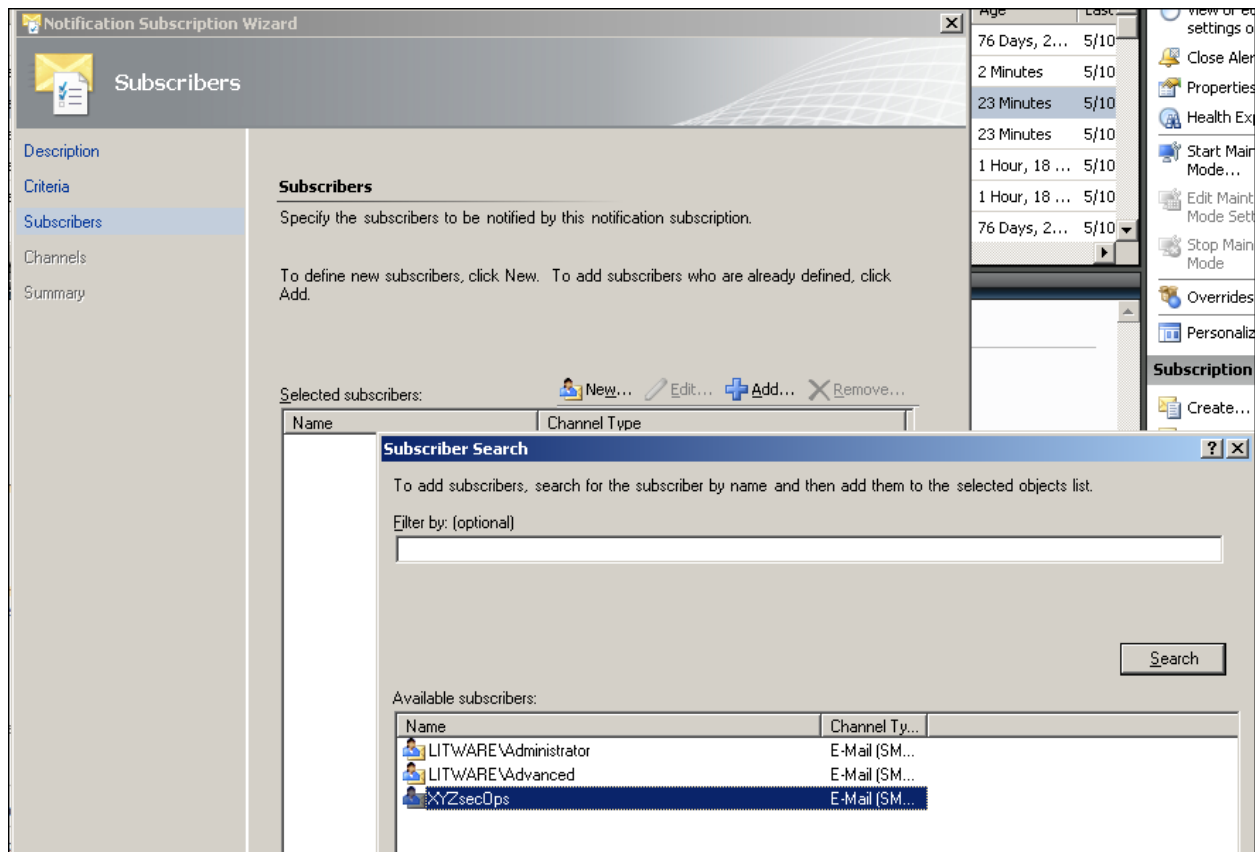 Notification Subscription Wizard
Subscribers
Description
Criteria
Subscribers
Channels
Summary
Subscribers
Specify the subscribers to be notified by this notification subscription.
To define new subscribers, click New. To add subscribers who are already defined, click
Add.
Selected subscribers:
New...
Edit...
Add...
Remove...
Name
Channel Type
Subscriber Search
To add subscribers, search for the subscriber by name and then add them to the selected objects list.
Filter by: (optional)
Search
Available subscribers:
Name
Channel Ty...
LITWARE\Administrator
E-Mail (SM...
LITWARE\Advanced
E-Mail (SM...
XYZsecOps
E-Mail (SM...
Age
76 Days, 2...
5/10
2 Minutes
5/10
23 Minutes
5/10
23 Minutes
5/10
1 Hour, 18 ...
5/10
1 Hour, 18 ...
5/10
76 Days, 2...
5/10
settings o
Close Aler
Properties
Health Ex
Start Main
Mode...
Edit Maint
Mode Sett
Stop Main
Mode
Overrides
Personaliz
Subscription
Create...